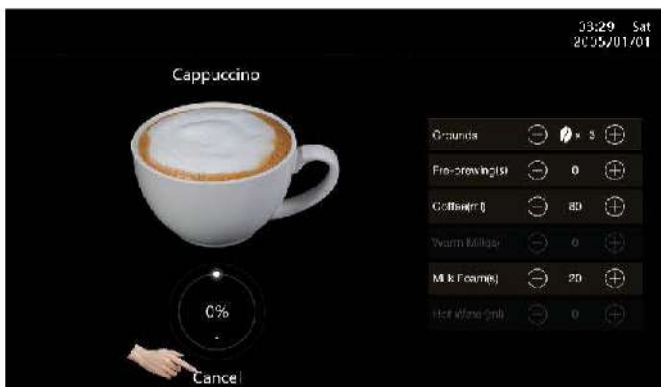 03:29 Sat
2005/01/01
Cappuccino
Grounds × 3
Pre-brewing(s) 0
Coffee(ml) 80
Warm Milk(s) 0
Milk Foam(s) 20
Hot Water(ml) 0
0%
Cancel